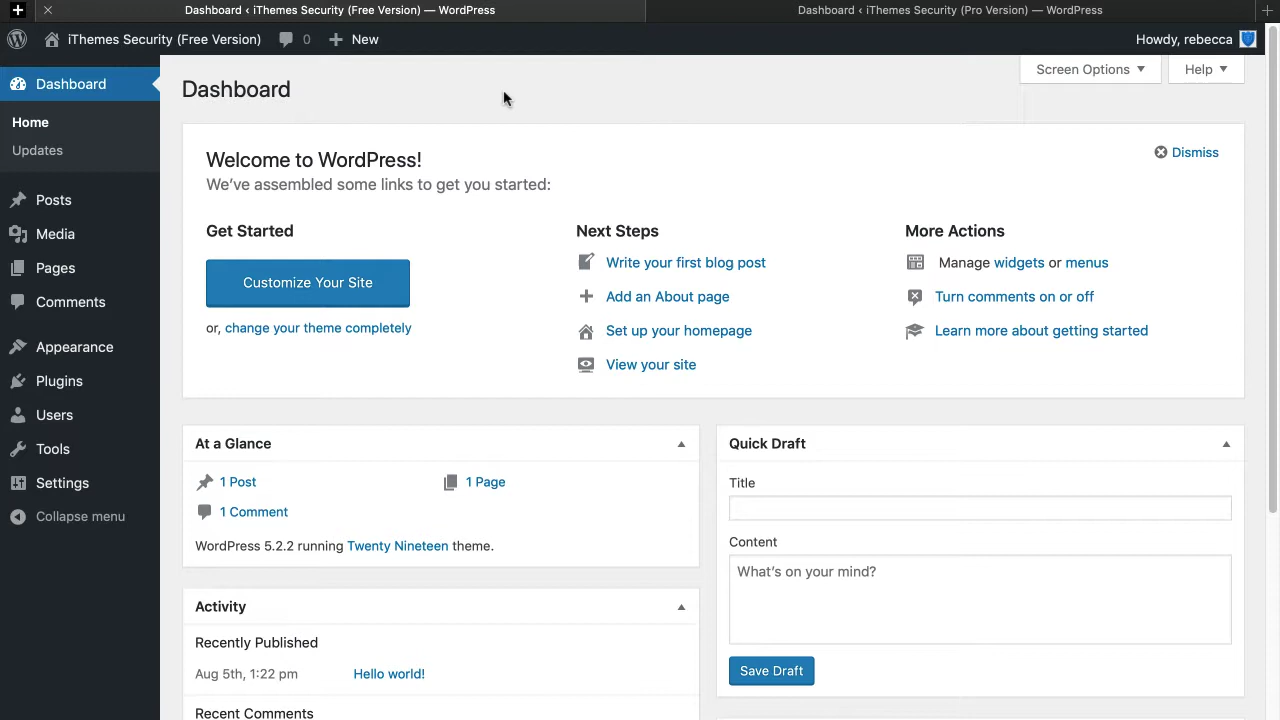 Dashboard ‹ iThemes Security (Free Version) — WordPress
Dashboard ‹ iThemes Security (Pro Version) — WordPress
iThemes Security (Free Version)
0
New
Howdy, rebecca
Dashboard
Home
Updates
Posts
Media
Pages
Comments
Appearance
Plugins
Users
Tools
Settings
Collapse menu
Screen Options
Help
Dashboard
Welcome to WordPress!
We've assembled some links to get you started:
Dismiss
Get Started
Customize Your Site
or, change your theme completely
Next Steps
Write your first blog post
Add an About page
Set up your homepage
View your site
More Actions
Manage widgets or menus
Turn comments on or off
Learn more about getting started
At a Glance
1 Post
1 Page
1 Comment
WordPress 5.2.2 running Twenty Nineteen theme.
Activity
Recently Published
Aug 5th, 1:22 pm
Hello world!
Recent Comments
Quick Draft
Title
Content
What's on your mind?
Save Draft